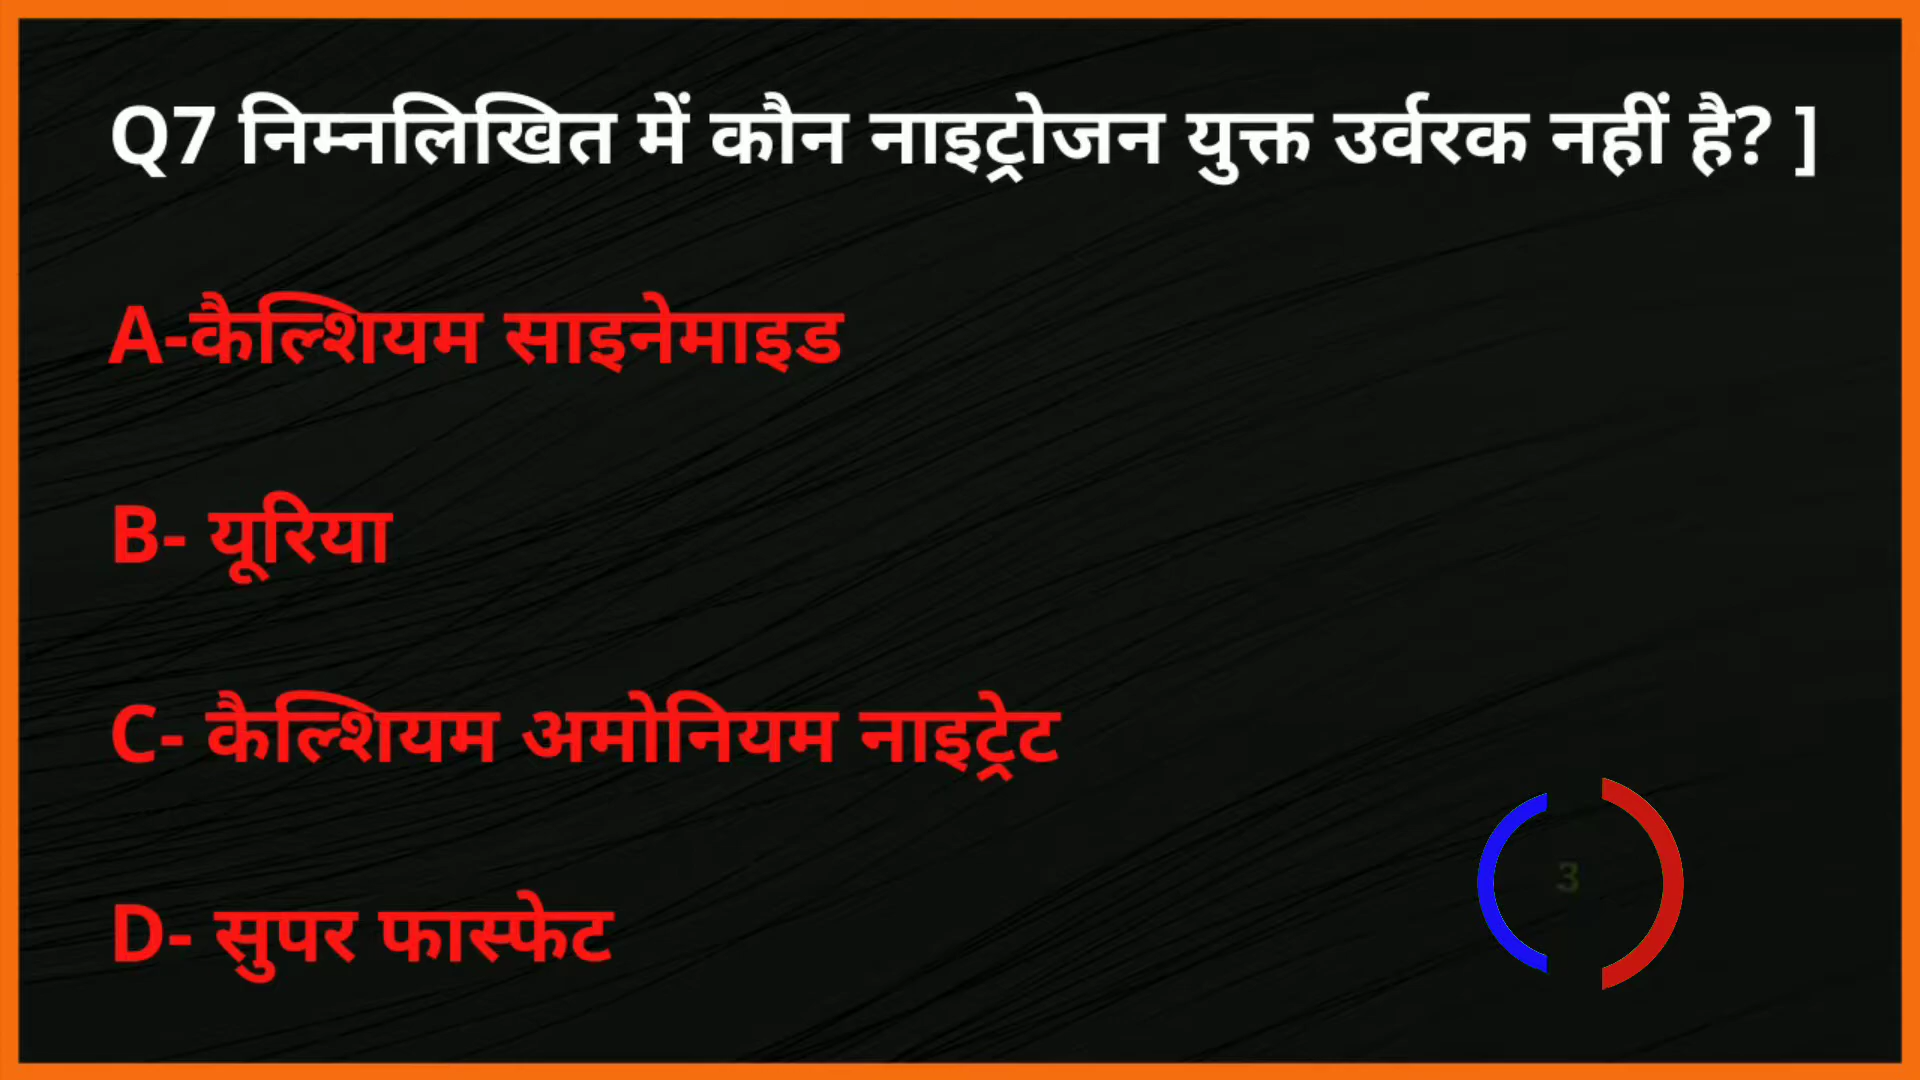 Q7 निम्नलिखित में कौन नाइट्रोजन युक्त उर्वरक नहीं है? ]
A-कैल्शियम साइनेमाइड
B- यूरिया
C- कैल्शियम अमोनियम नाइट्रेट
D- सुपर फास्फेट
3